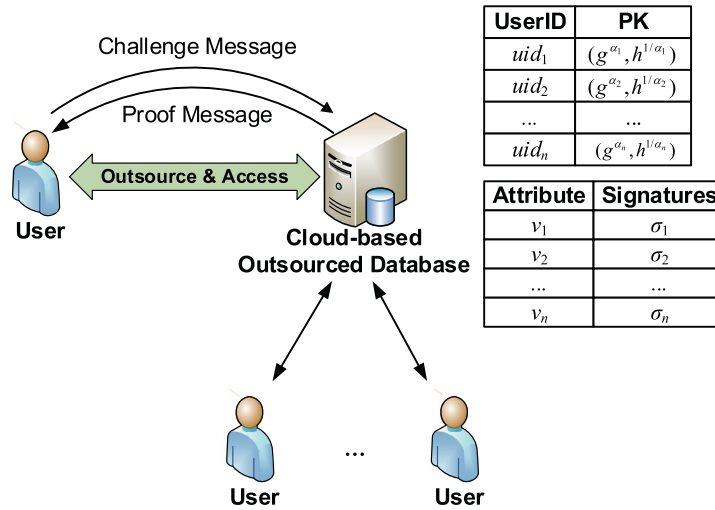 Challenge Message
Proof Message
Outsource & Access
User
Cloud-based
Outsourced Database
User
...
User
UserID PK
uid₁ (g^α₁, h^1/α₁)
uid₂ (g^α₂, h^1/α₂)
... ...
uidₙ (g^αₙ, h^1/αₙ)
Attribute Signatures
v₁ σ₁
v₂ σ₂
... ...
vₙ σₙ